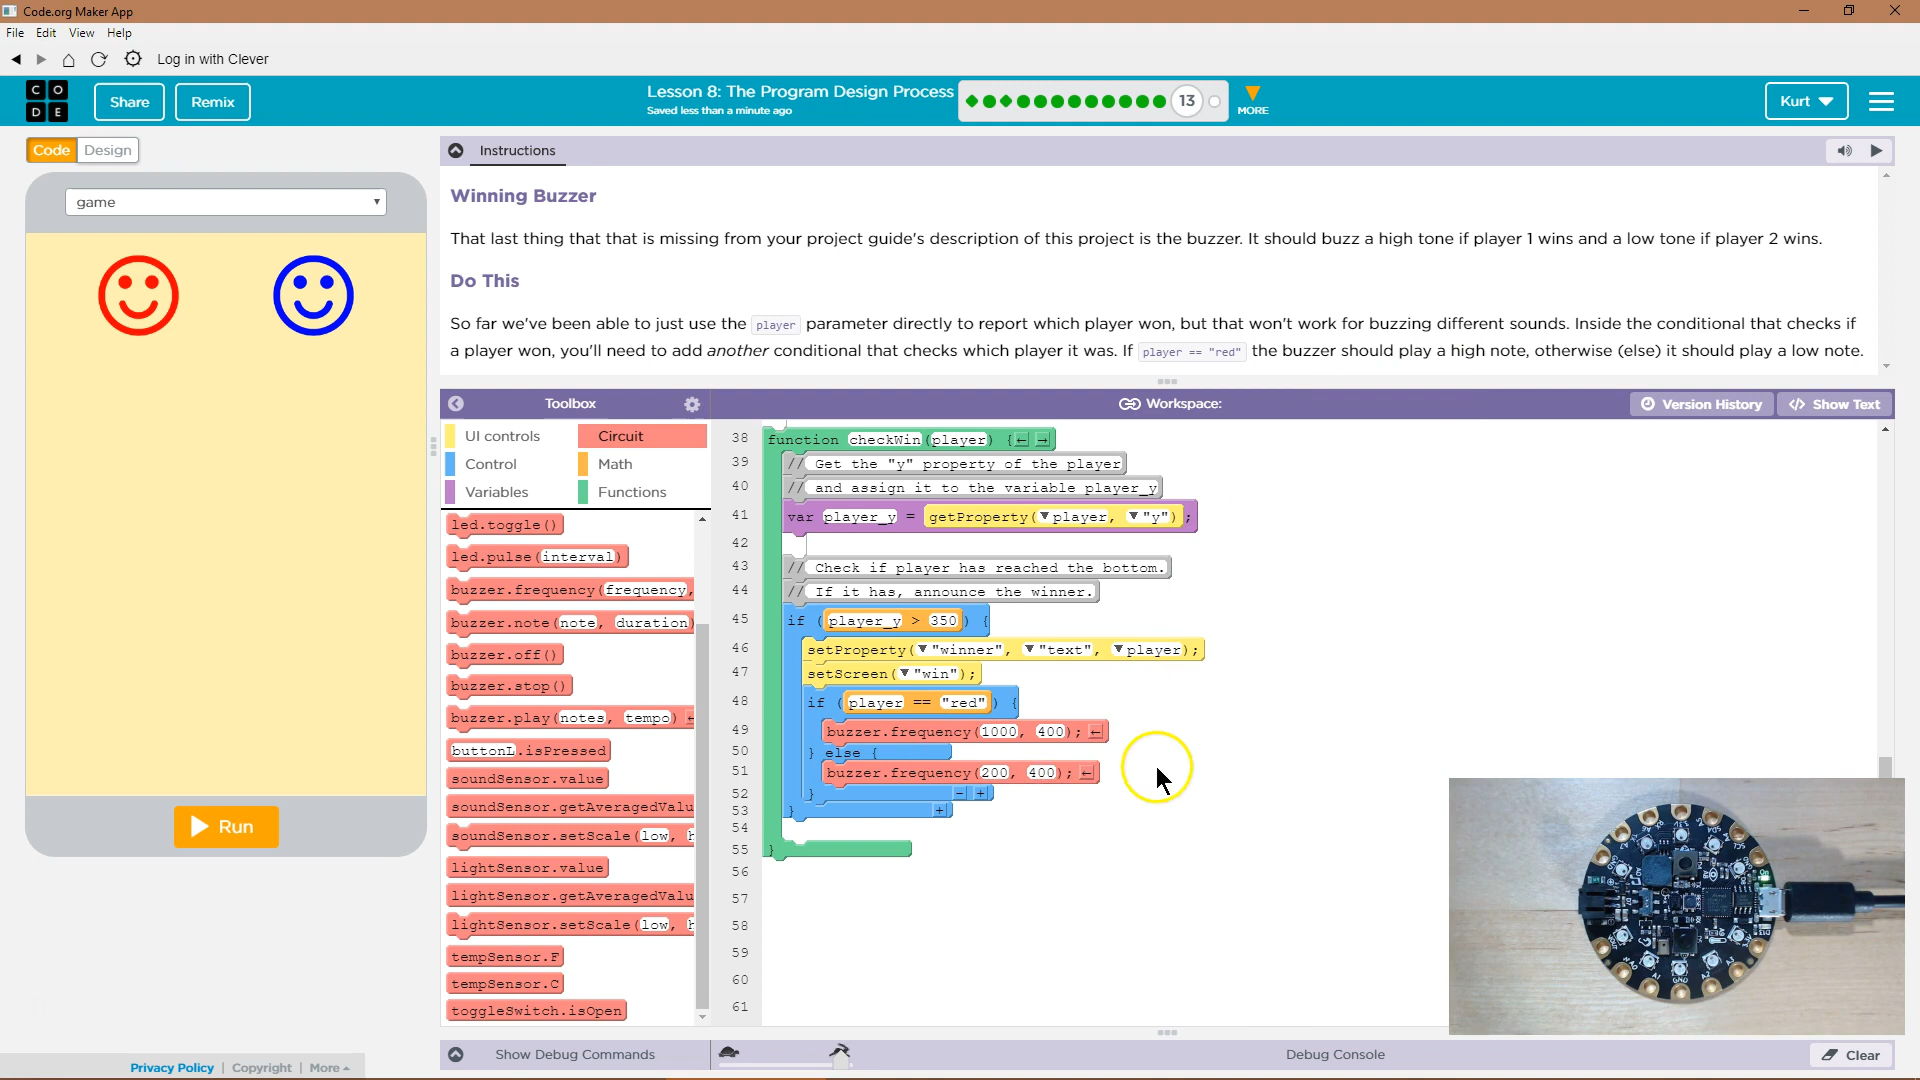 Code.org Maker App
File Edit View Help
Log in with Clever
C O D E
Share
Remix
Lesson 8: The Program Design Process
Saved less than a minute ago
13
MORE
Kurt
Code
Design
game
Run
Instructions
Winning Buzzer
That last thing that that is missing from your project guide's description of this project is the buzzer. It should buzz a high tone if player 1 wins and a low tone if player 2 wins.
Do This
So far we've been able to just use the player parameter directly to report which player won, but that won't work for buzzing different sounds. Inside the conditional that checks if
a player won, you'll need to add another conditional that checks which player it was. If player == "red" the buzzer should play a high note, otherwise (else) it should play a low note.
Toolbox
Workspace:
Version History
</> Show Text
UI controls
Circuit
Control
Math
Variables
Functions
led.toggle()
led.pulse(interval)
buzzer.frequency(frequency,
buzzer.note(note, duration)
buzzer.off()
buzzer.stop()
buzzer.play(notes, tempo)
buttonL.isPressed
soundSensor.value
soundSensor.getAveragedValu
soundSensor.setScale(low, h
lightSensor.value
lightSensor.getAveragedValu
lightSensor.setScale(low, h
tempSensor.F
tempSensor.C
toggleSwitch.isOpen
38 function checkWin(player) {
39 // Get the "y" property of the player
40 // and assign it to the variable player_y
41 var player_y = getProperty(player, "y");
42
43 // Check if player has reached the bottom.
44 // If it has, announce the winner.
45 if (player_y > 350) {
46 setProperty("winner", "text", player);
47 setScreen("win");
48 if (player == "red") {
49 buzzer.frequency(1000, 400);
50 } else {
51 buzzer.frequency(200, 400);
52 } - +
53 } +
54
55 }
56
57
58
59
60
61
Show Debug Commands
Debug Console
Clear
Privacy Policy | Copyright | More